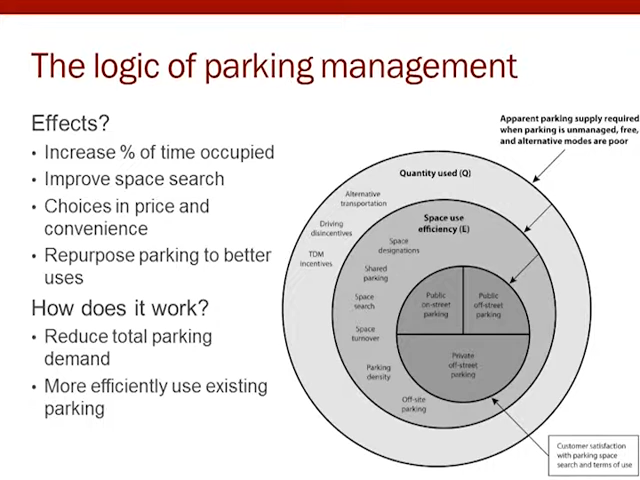 The logic of parking management
Effects?
• Increase % of time occupied
• Improve space search
• Choices in price and
convenience
• Repurpose parking to better
uses
How does it work?
• Reduce total parking
demand
• More efficiently use existing
parking
Apparent parking supply required
when parking is unmanaged, free,
and alternative modes are poor
Quantity used (Q)
Alternative
transportation
Driving
disincentives
TDM
incentives
Space use
efficiency (E)
Space
designations
Shared
parking
Space
search
Space
turnover
Parking
density
Off-site
parking
Public
on-street
parking
Public
off-street
parking
Private
off-street
parking
Customer satisfaction
with parking space
search and terms of use